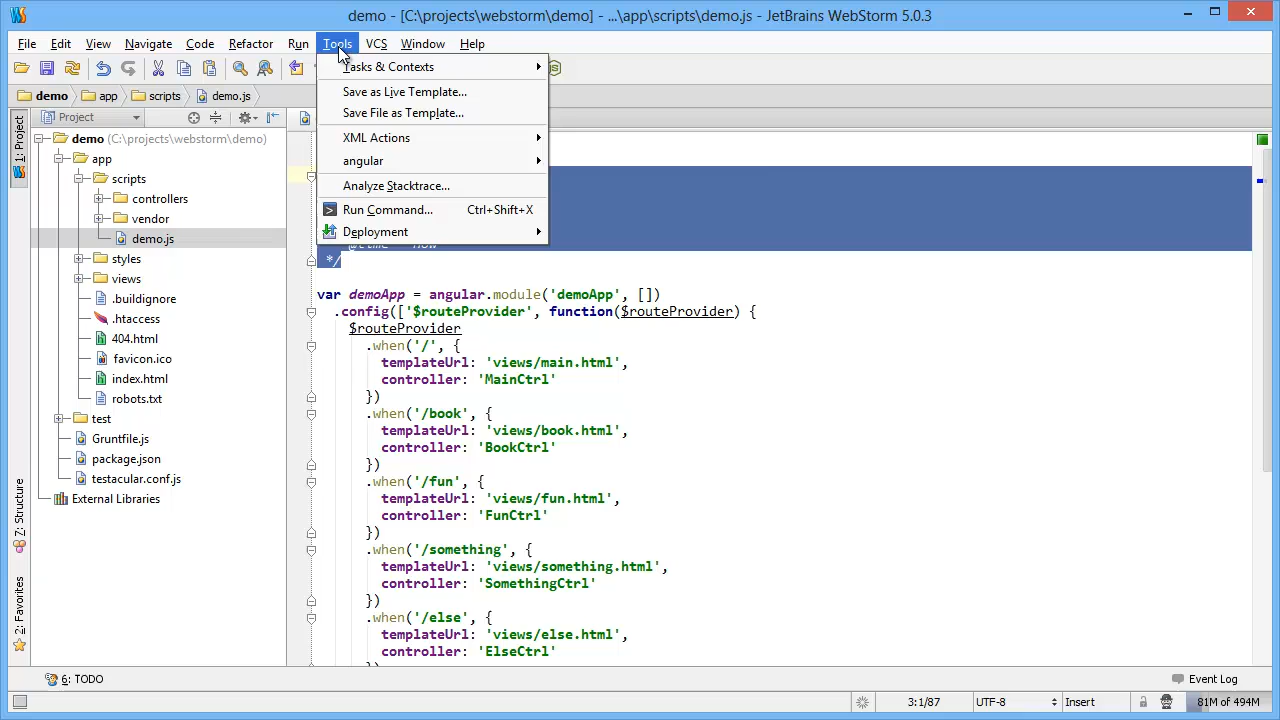 demo - [C:\projects\webstorm\demo] - ...\app\scripts\demo.js - JetBrains WebStorm 5.0.3
File Edit View Navigate Code Refactor Run Tools VCS Window Help
demo app scripts demo.js
Tasks & Contexts
Save as Live Template...
Save File as Template...
XML Actions
angular
Analyze Stacktrace...
Run Command... Ctrl+Shift+X
Deployment
1: Project
Z: Structure
2: Favorites
Project
demo (C:\projects\webstorm\demo)
app
scripts
controllers
vendor
demo.js
styles
views
.buildignore
.htaccess
404.html
favicon.ico
index.html
robots.txt
test
Gruntfile.js
package.json
testacular.conf.js
External Libraries
*/
var demoApp = angular.module('demoApp', [])
.config(['$routeProvider', function($routeProvider) {
$routeProvider
.when('/', {
templateUrl: 'views/main.html',
controller: 'MainCtrl'
})
.when('/book', {
templateUrl: 'views/book.html',
controller: 'BookCtrl'
})
.when('/fun', {
templateUrl: 'views/fun.html',
controller: 'FunCtrl'
})
.when('/something', {
templateUrl: 'views/something.html',
controller: 'SomethingCtrl'
})
.when('/else', {
templateUrl: 'views/else.html',
controller: 'ElseCtrl'
})
6: TODO
Event Log
3:1/87 UTF-8 Insert 81M of 494M